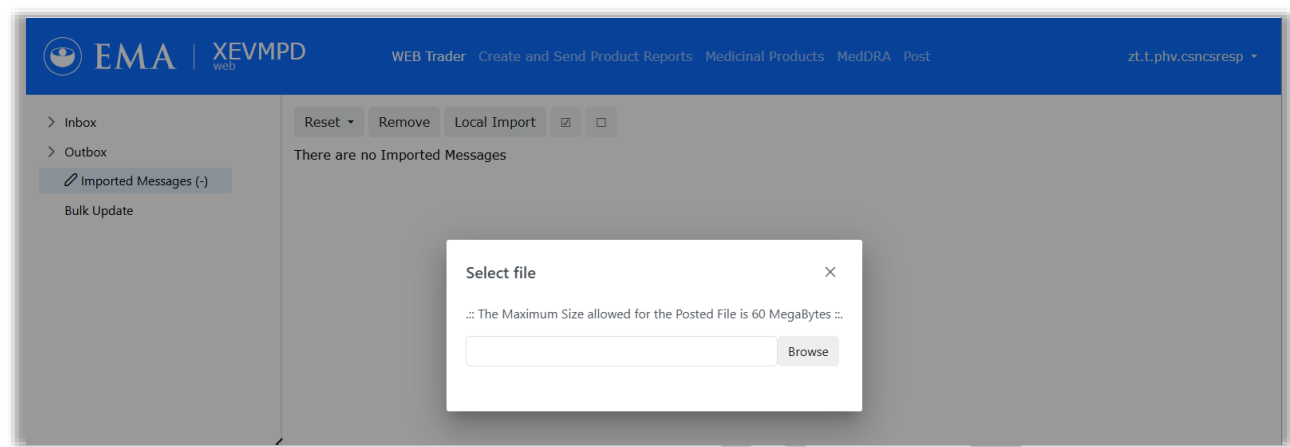 EMA | XEVMPD
web
WEB Trader Create and Send Product Reports Medicinal Products MedDRA Post
zt.t.phv.csncsresp
Inbox
Outbox
Imported Messages (-)
Bulk Update
Reset Remove Local Import
There are no Imported Messages
Select file
.:: The Maximum Size allowed for the Posted File is 60 MegaBytes ::.
Browse